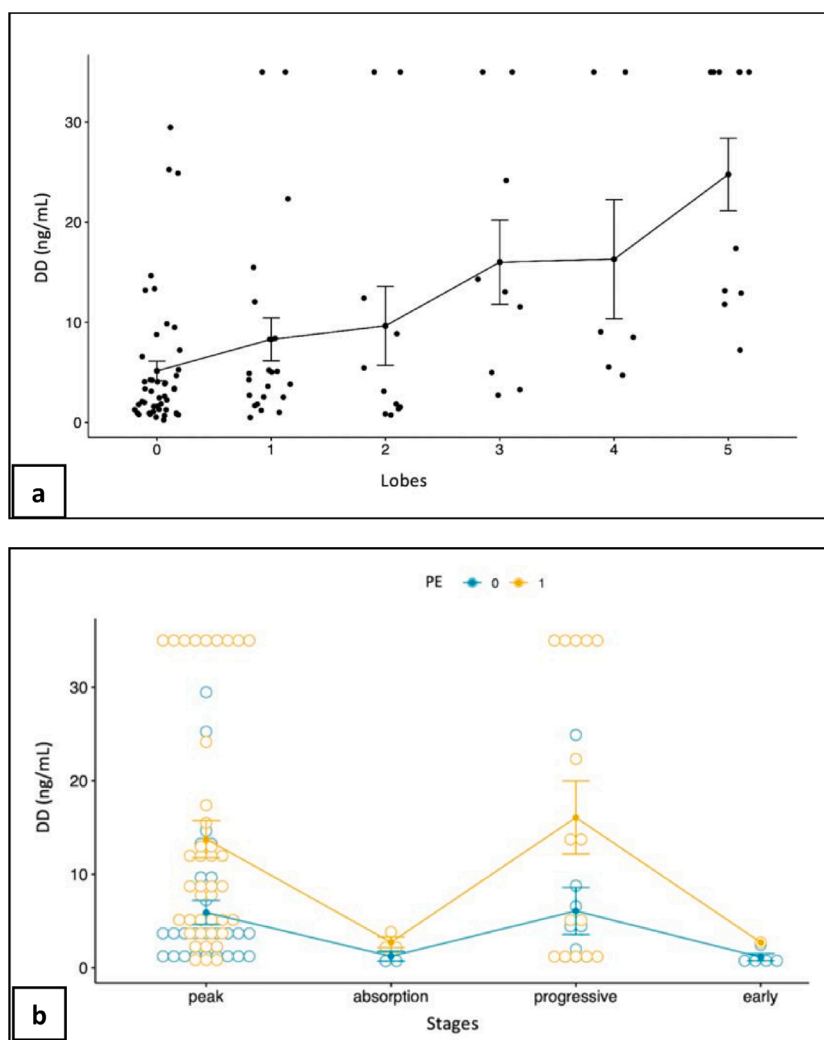 DD (ng/mL)
30
20
10
0
0 1 2 3 4 5
Lobes
a
PE 0 1
DD (ng/mL)
30
20
10
0
peak absorption progressive early
Stages
b